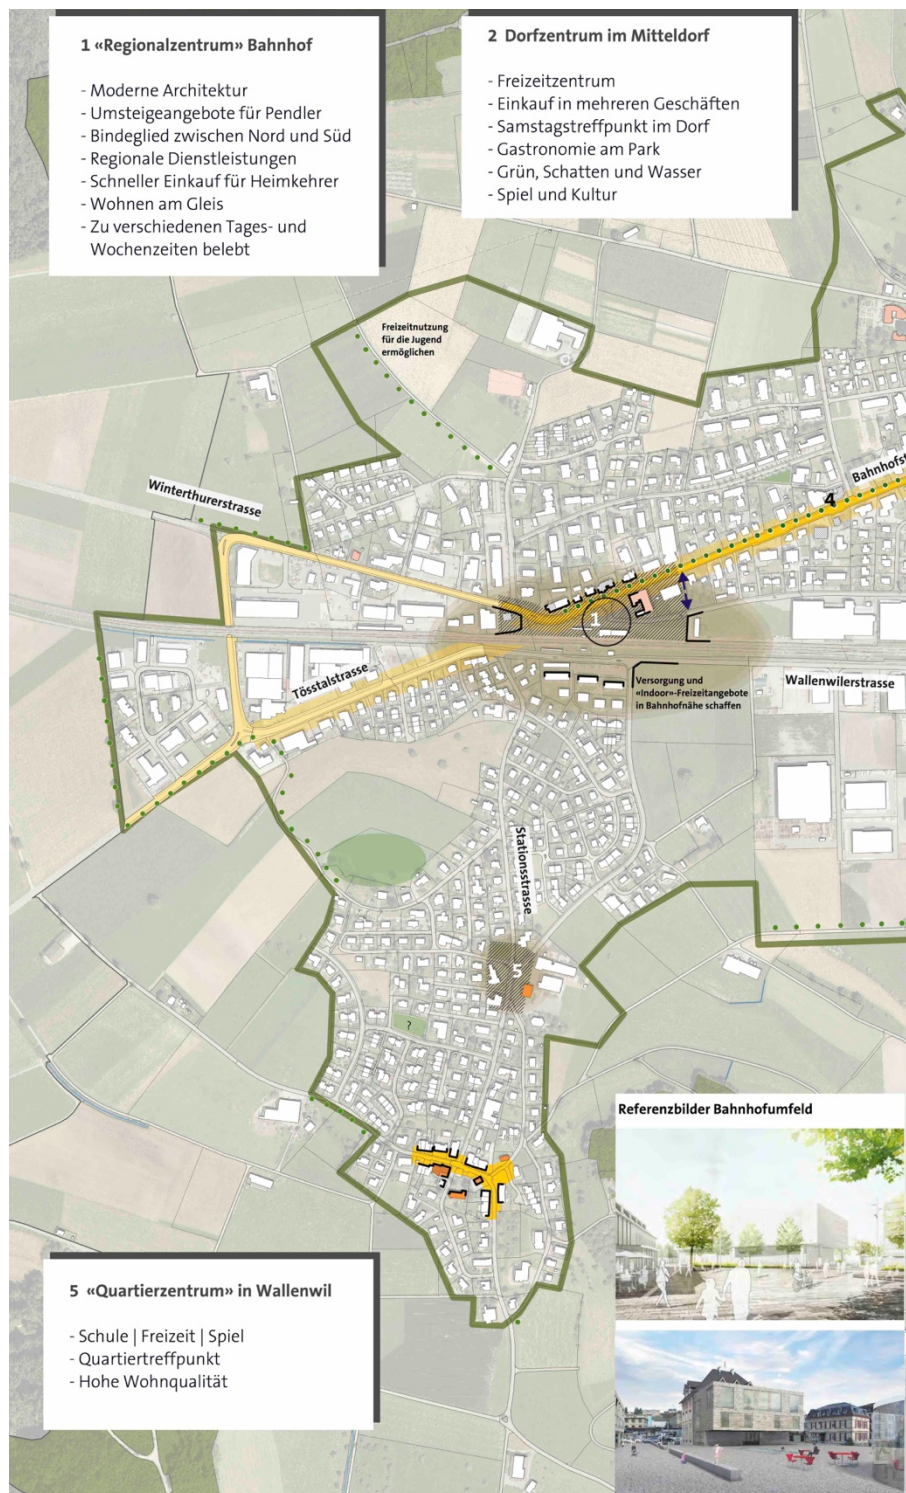 1 «Regionalzentrum» Bahnhof
- Moderne Architektur
- Umsteigeangebote für Pendler
- Bindeglied zwischen Nord und Süd
- Regionale Dienstleistungen
- Schneller Einkauf für Heimkehrer
- Wohnen am Gleis
- Zu verschiedenen Tages- und
Wochenzeiten belebt
2 Dorfzentrum im Mitteldorf
- Freizeitzentrum
- Einkauf in mehreren Geschäften
- Samstagstreffpunkt im Dorf
- Gastronomie am Park
- Grün, Schatten und Wasser
- Spiel und Kultur
Freizeitnutzung
für die Jugend
ermöglichen
Winterthurerstrasse
Bahnhofst
4
1
Tösstalstrasse
Versorgung und
«Indoor»-Freizeitangebote
in Bahnhofnähe schaffen
Wallenwilerstrasse
Stationsstrasse
5
?
Referenzbilder Bahnhofumfeld
5 «Quartierzentrum» in Wallenwil
- Schule | Freizeit | Spiel
- Quartiertreffpunkt
- Hohe Wohnqualität